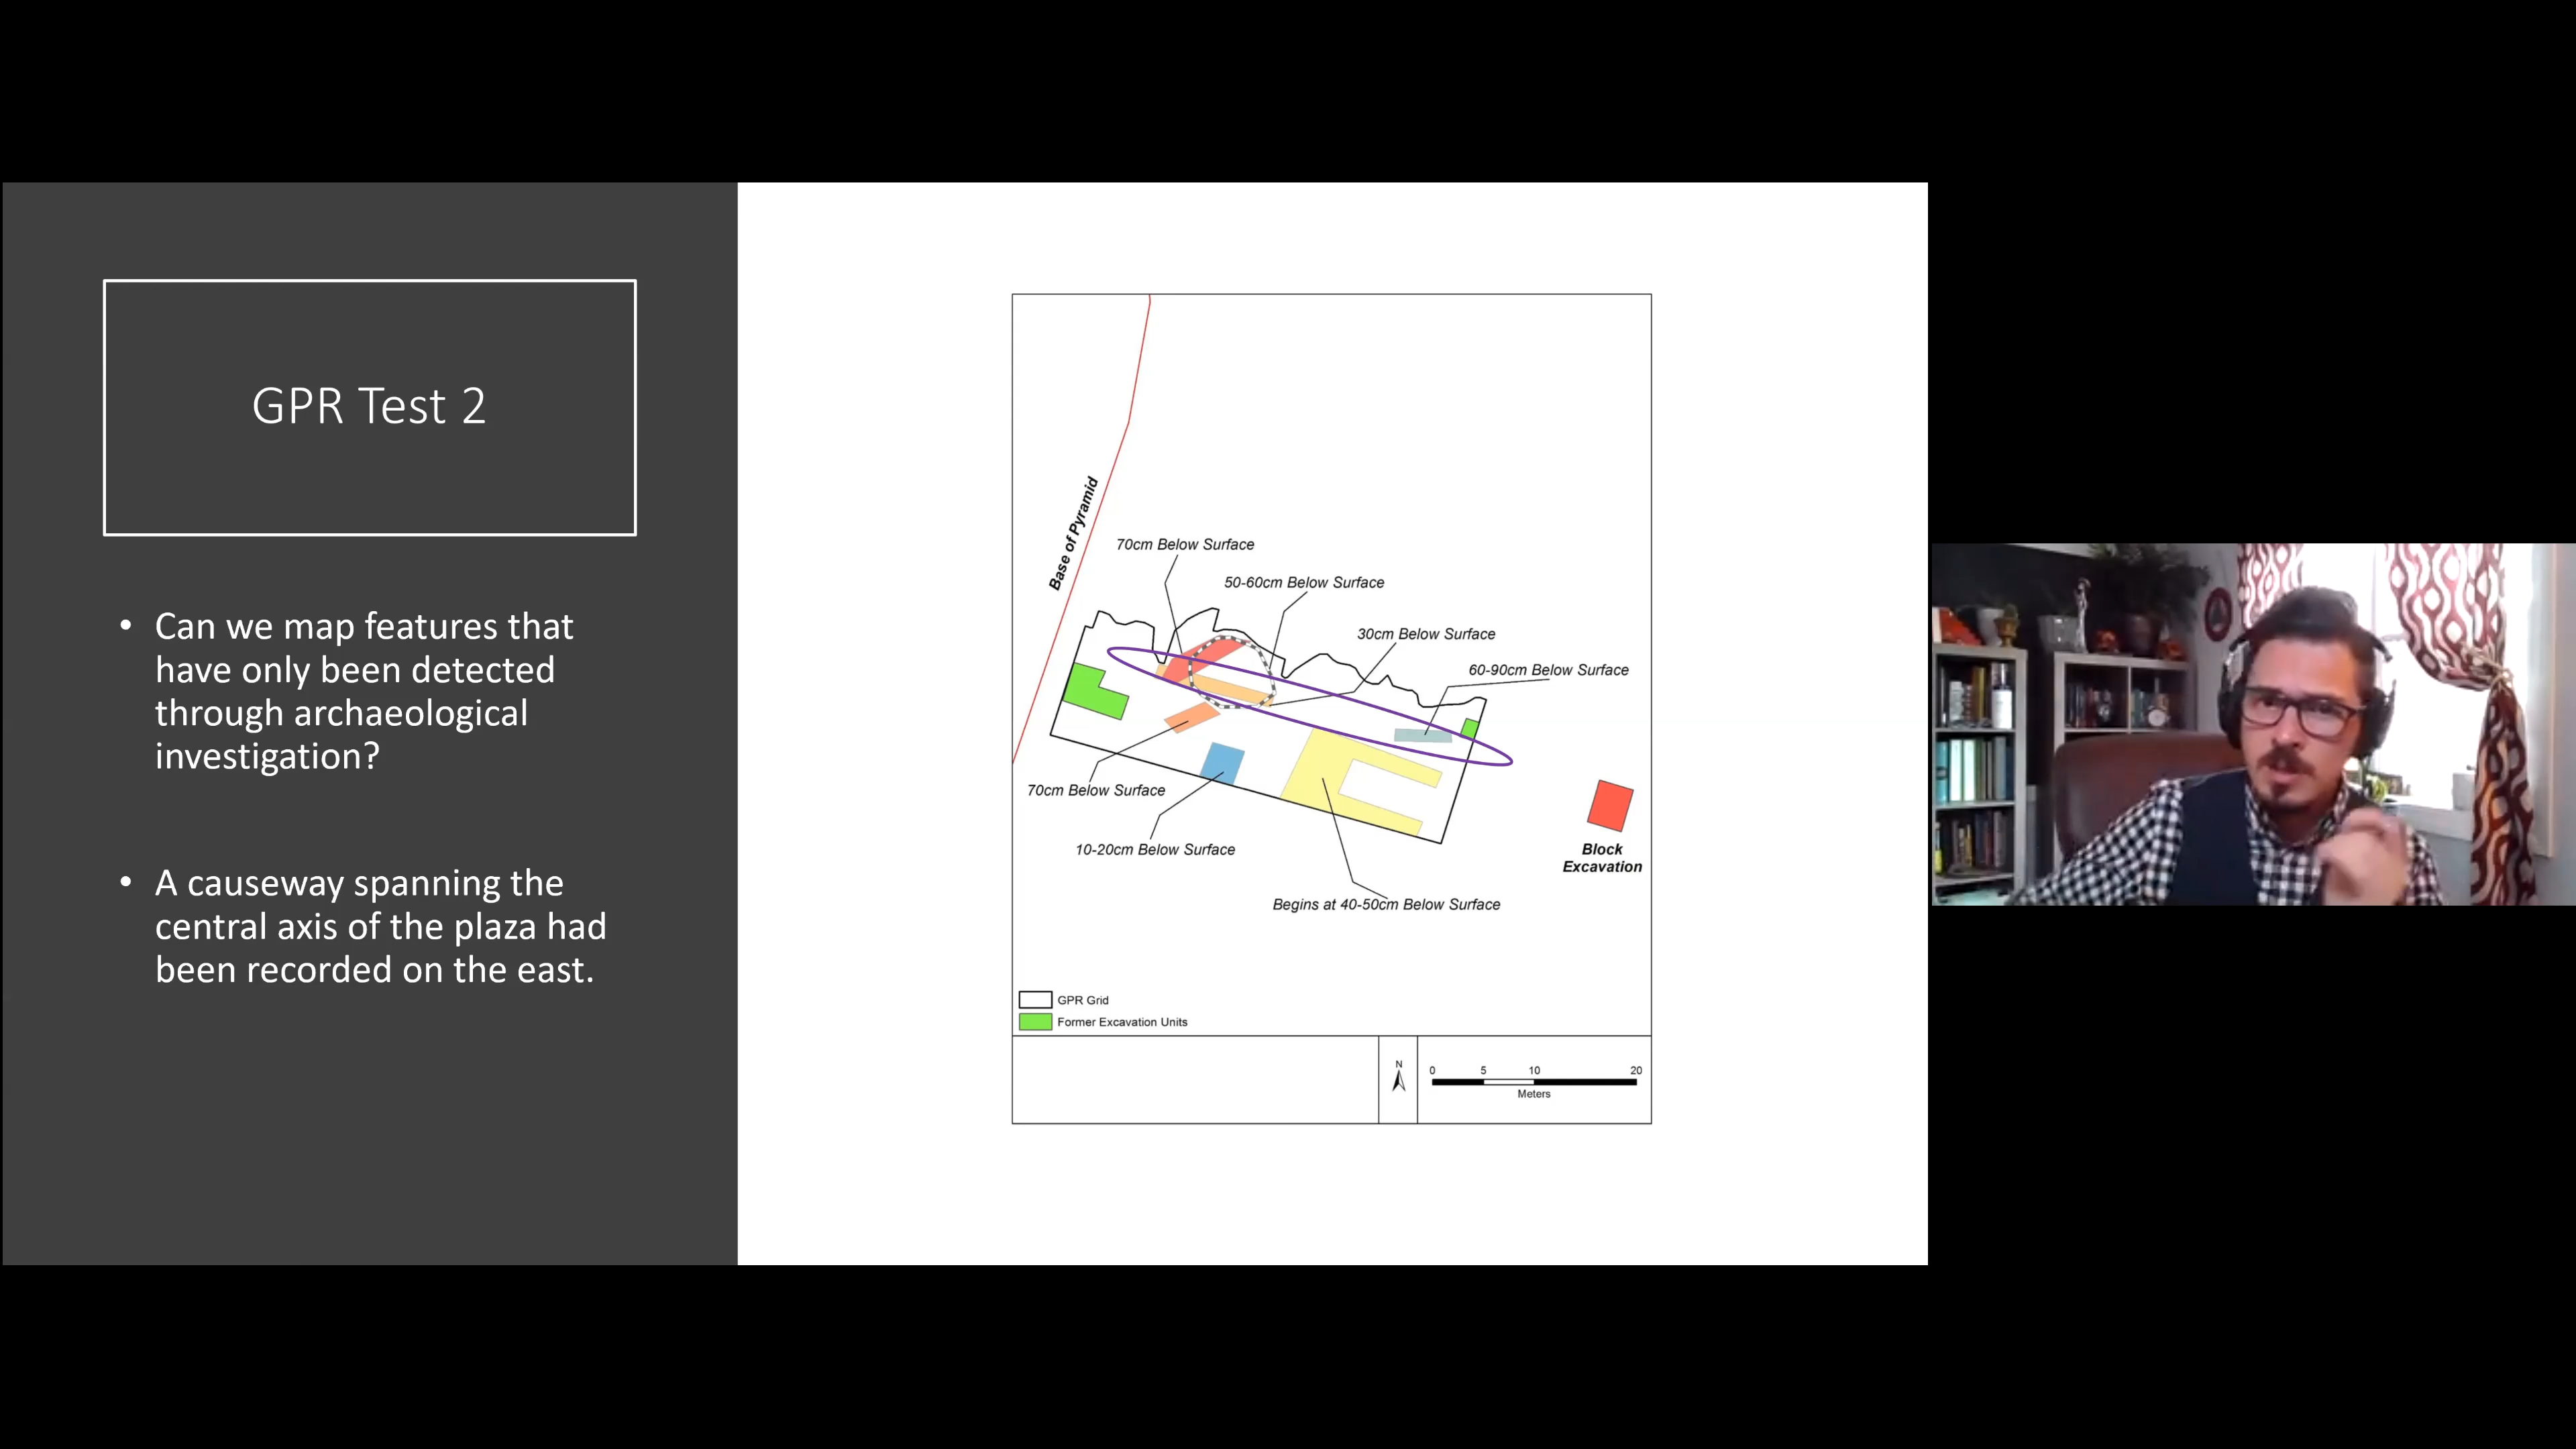 GPR Test 2
• Can we map features that
have only been detected
through archaeological
investigation?
• A causeway spanning the
central axis of the plaza had
been recorded on the east.
Base of Pyramid
70cm Below Surface
50-60cm Below Surface
30cm Below Surface
60-90cm Below Surface
70cm Below Surface
10-20cm Below Surface
Begins at 40-50cm Below Surface
Block
Excavation
GPR Grid
Former Excavation Units
N
0 5 10 20
Meters